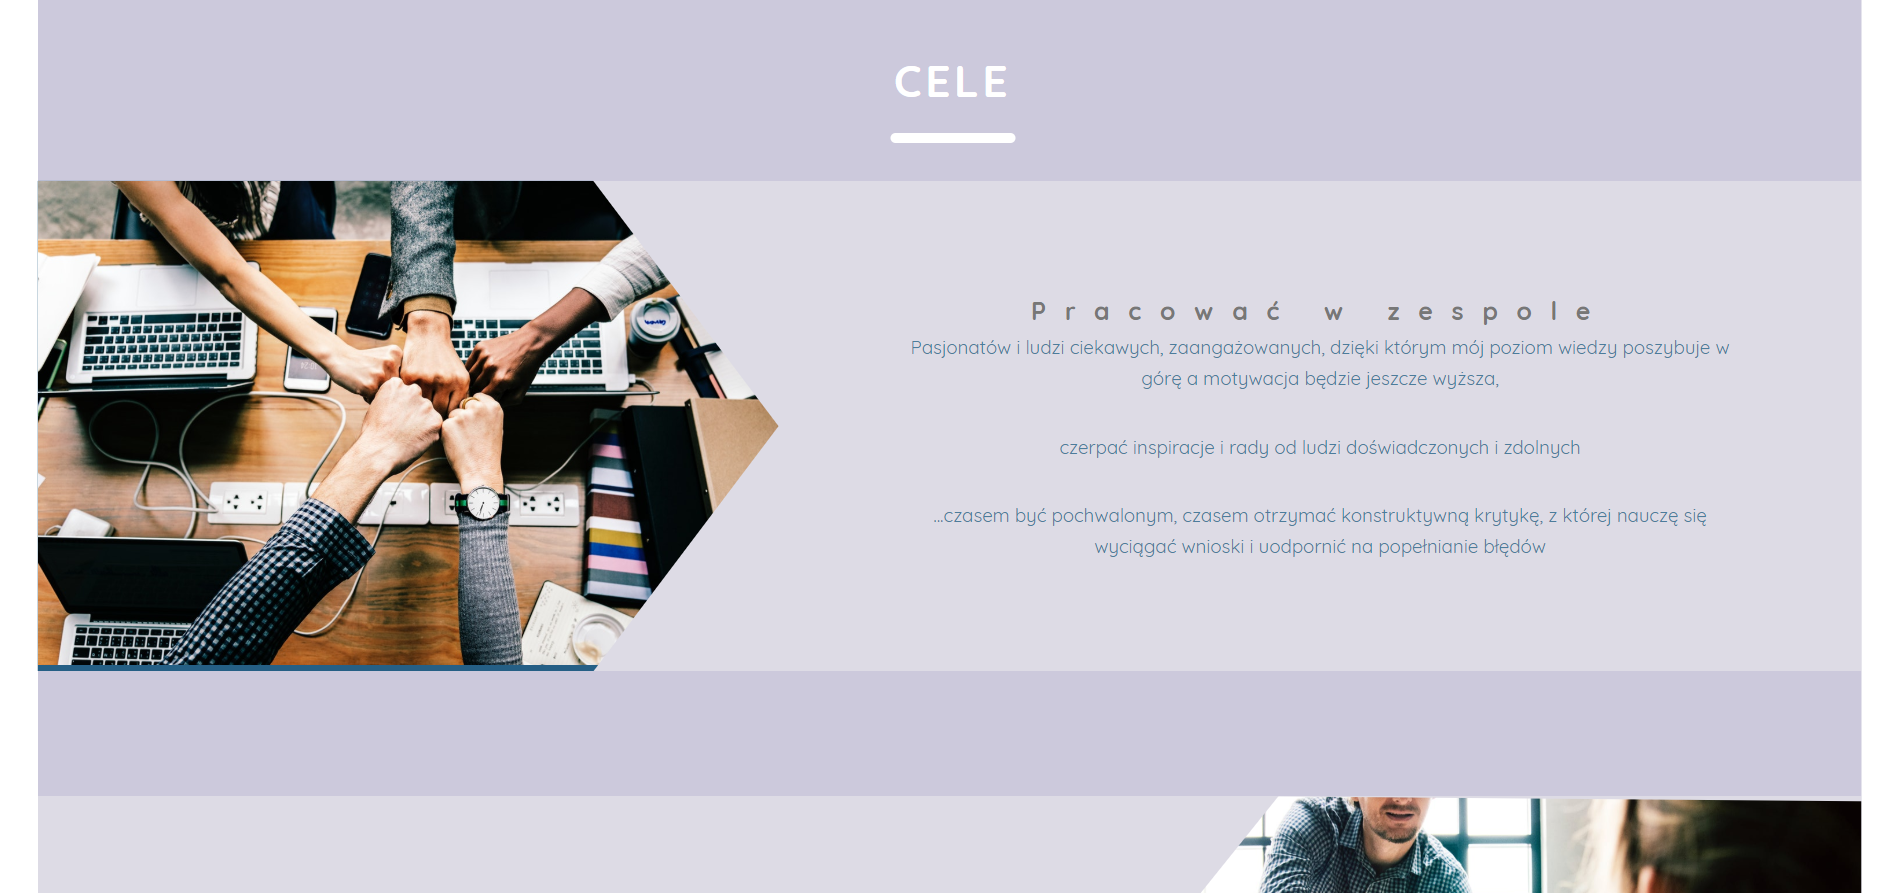 CELE
Pracować w zespole
Pasjonatów i ludzi ciekawych, zaangażowanych, dzięki którym mój poziom wiedzy poszybuje w
górę a motywacja będzie jeszcze wyższa,
czerpać inspiracje i rady od ludzi doświadczonych i zdolnych
...czasem być pochwalonym, czasem otrzymać konstruktywną krytykę, z której nauczę się
wyciągać wnioski i uodpornić na popełnianie błędów